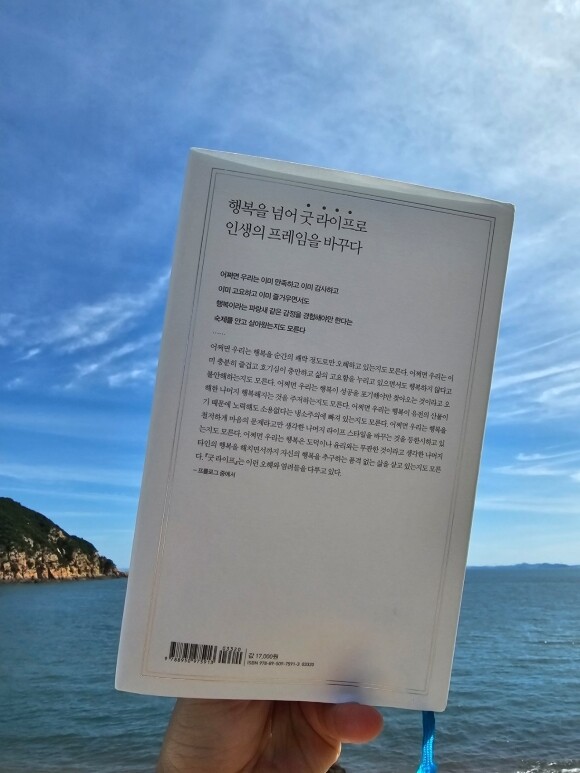 행복을 넘어 굿 라이프로
인생의 프레임을 바꾸다
어쩌면 우리는 이미 만족하고 이미 감사하고
이미 고요하고 이미 즐거우면서도
행복이라는 파랑새 같은 감정을 경험해야만 한다는
숙제를 안고 살아왔는지도 모른다
어쩌면 우리는 행복을 순간의 쾌락 정도로만 오해하고 있는지도 모른다. 어쩌면 우리는 이
미 충분히 즐겁고 호기심이 충만하고 삶의 고요함을 누리고 있으면서도 행복하지 않다고
불안해하는지도 모른다. 어쩌면 우리는 행복이 성공을 포기해야만 찾아오는 것이라고 오
해한 나머지 행복해지는 것을 주저하는지도 모른다. 어쩌면 우리는 행복이 유전의 산물이
기 때문에 노력해도 소용없다는 냉소주의에 빠져 있는지도 모른다. 어쩌면 우리는 행복을
철저하게 마음의 문제라고만 생각한 나머지 라이프 스타일을 바꾸는 것을 등한시하고 있
는지도 모른다. 어쩌면 우리는 행복은 도덕이나 윤리와는 무관한 것이라고 생각한 나머지
타인의 행복을 해치면서까지 자신의 행복을 추구하는 품격 없는 삶을 살고 있는지도 모른
다. 『굿 라이프』는 이런 오해와 염려들을 다루고 있다.
– 프롤로그 중에서
03320
값 17,000원
ISBN 978-89-509-7591-3 03320